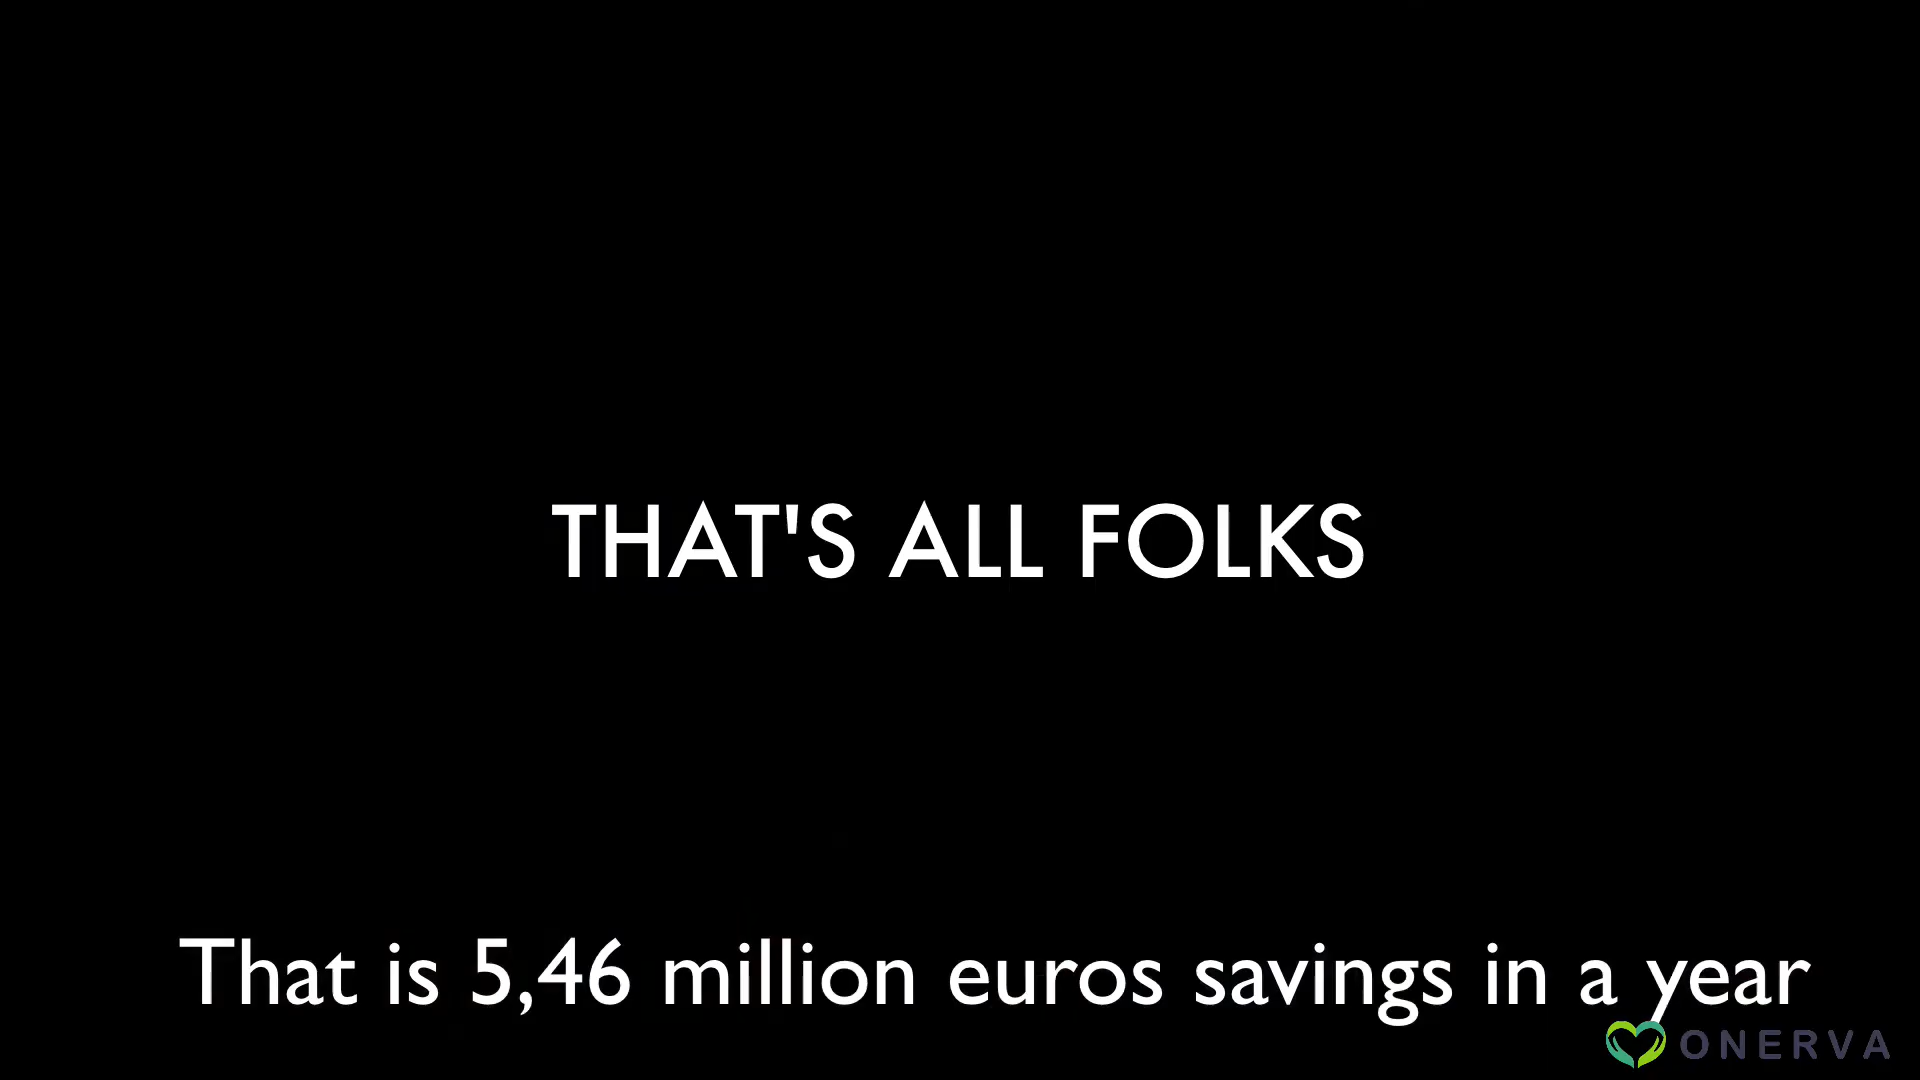 THAT'S ALL FOLKS
That is 5,46 million euros savings in a year
ONERVA